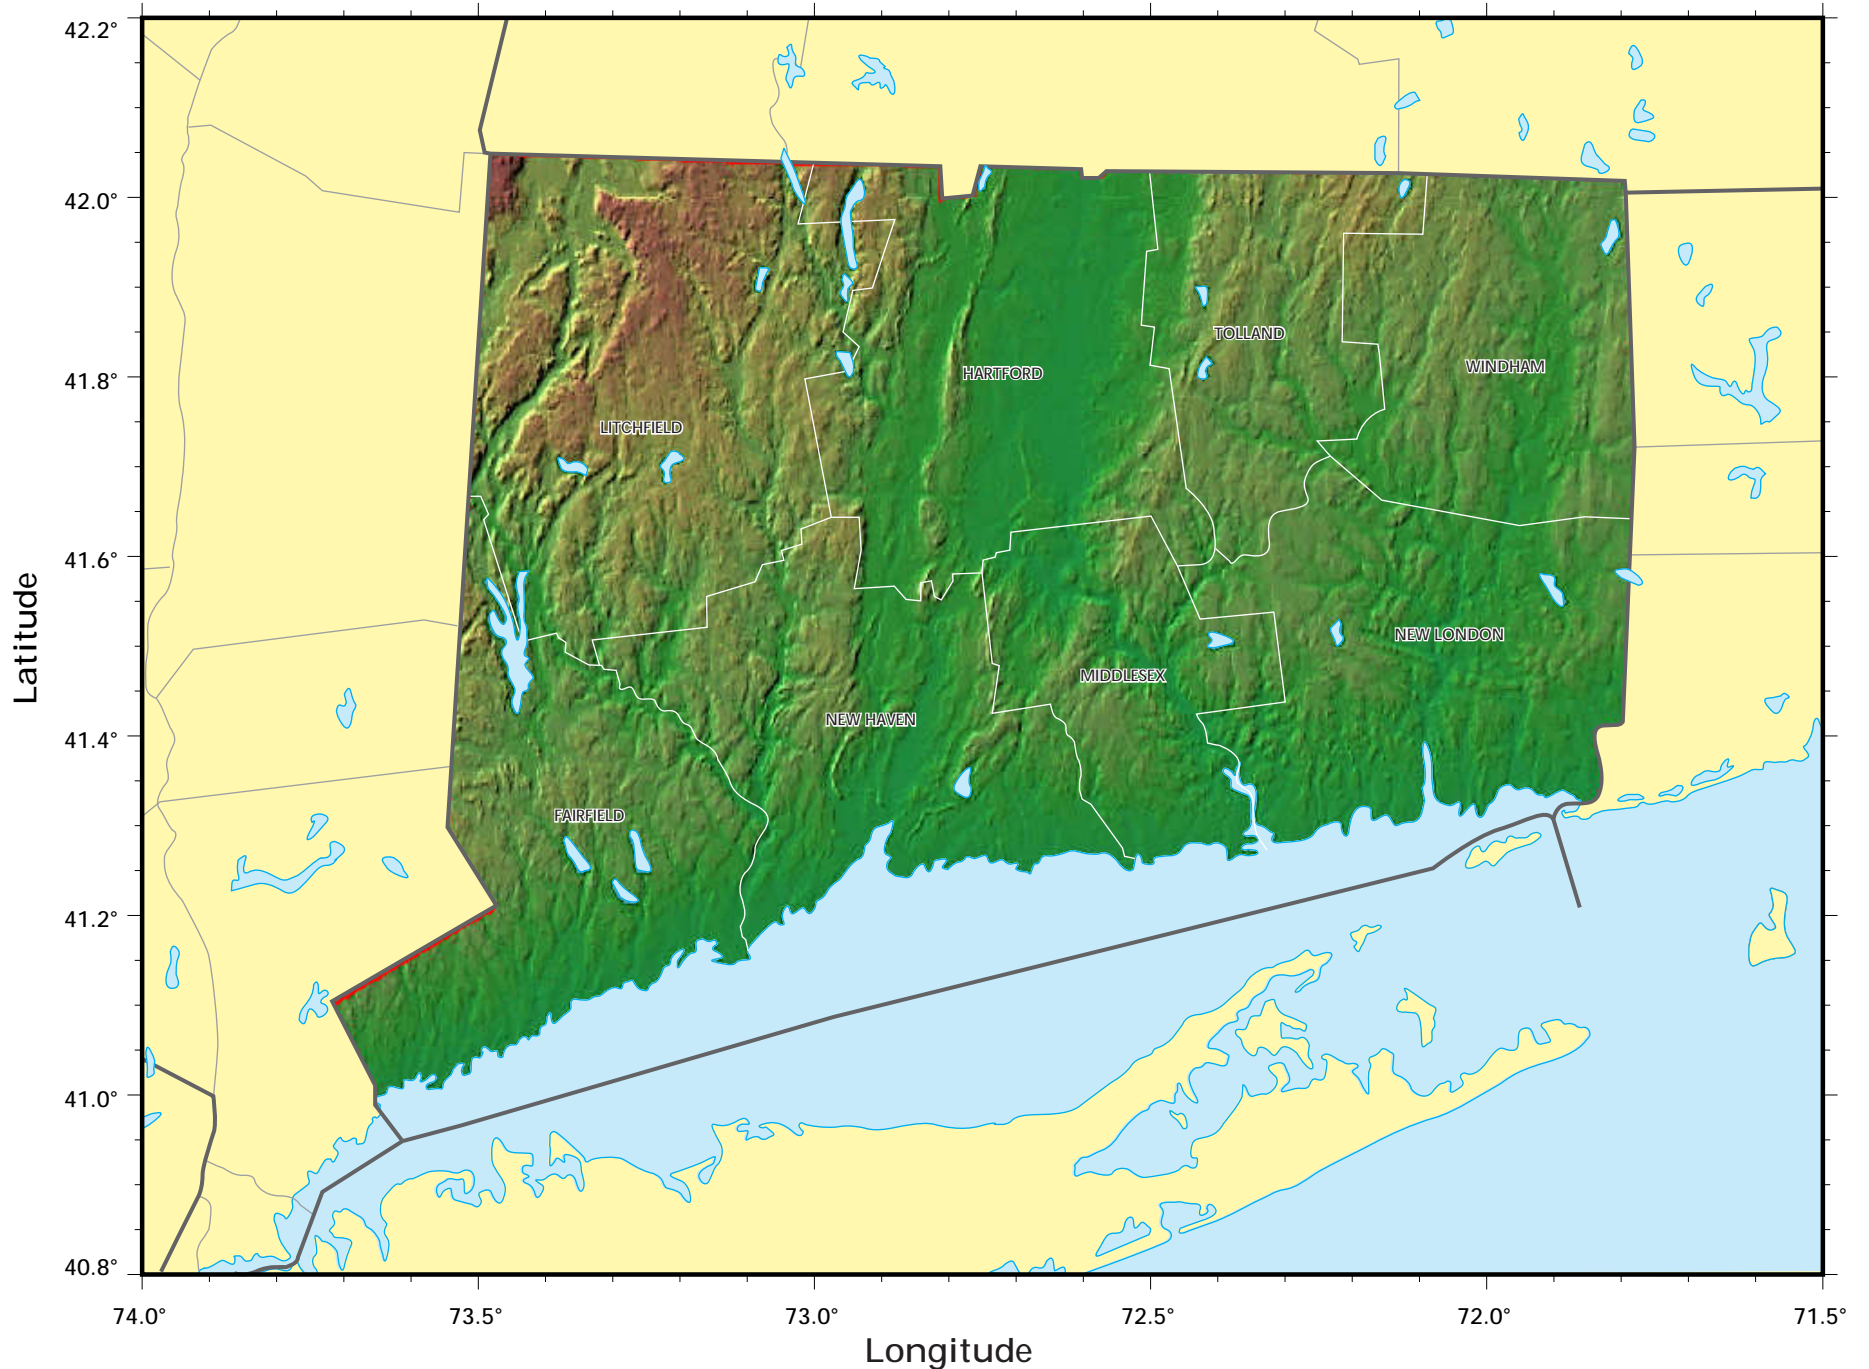 42.2°
42.0°
41.8°
41.6°
41.4°
41.2°
41.0°
40.8°
Latitude
TOLLAND
WINDHAM
HARTFORD
LITCHFIELD
NEW LONDON
MIDDLESEX
NEW HAVEN
FAIRFIELD
74.0° 73.5° 73.0° 72.5° 72.0° 71.5°
Longitude